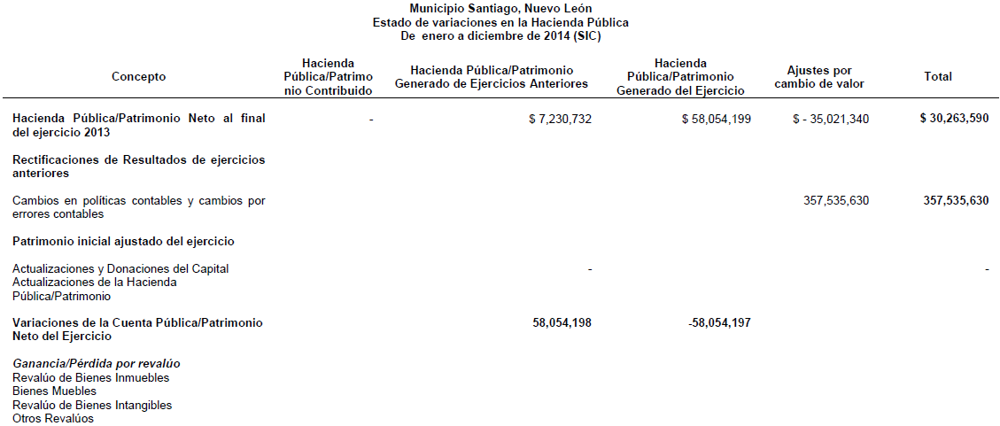 Municipio Santiago, Nuevo León
Estado de variaciones en la Hacienda Pública
De enero a diciembre de 2014 (SIC)
Concepto
Hacienda
Pública/Patrimo
nio Contribuido
Hacienda Pública/Patrimonio
Generado de Ejercicios Anteriores
Hacienda
Pública/Patrimonio
Generado del Ejercicio
Ajustes por
cambio de valor
Total
Hacienda Pública/Patrimonio Neto al final - $ 7,230,732 $ 58,054,199 $ - 35,021,340 $ 30,263,590
del ejercicio 2013
Rectificaciones de Resultados de ejercicios
anteriores
Cambios en políticas contables y cambios por 357,535,630 357,535,630
errores contables
Patrimonio inicial ajustado del ejercicio
Actualizaciones y Donaciones del Capital - -
Actualizaciones de la Hacienda
Pública/Patrimonio
Variaciones de la Cuenta Pública/Patrimonio 58,054,198 -58,054,197
Neto del Ejercicio
Ganancia/Pérdida por revalúo
Revalúo de Bienes Inmuebles
Bienes Muebles
Revalúo de Bienes Intangibles
Otros Revalúos